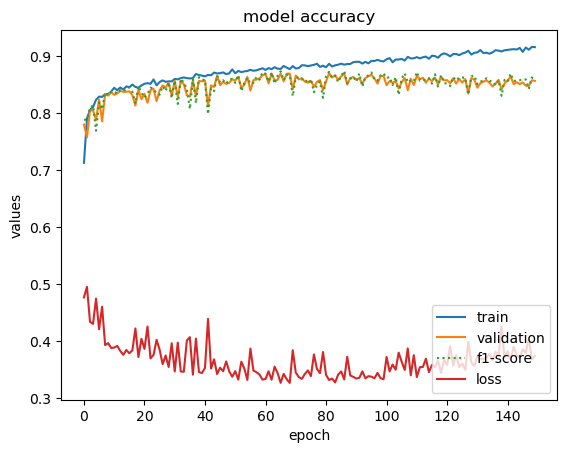 model accuracy
values
0.9
0.8
0.7
0.6
0.5
0.4
0.3
train
validation
f1-score
loss
0 20 40 60 80 100 120 140
epoch